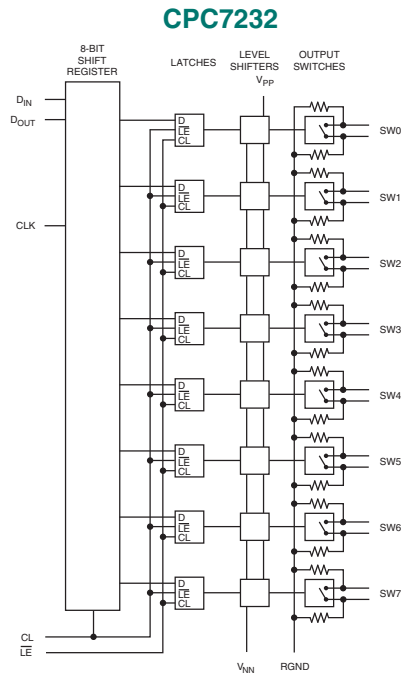 CPC7232
8-BIT
SHIFT
REGISTER
LATCHES
LEVEL
SHIFTERS
OUTPUT
SWITCHES
VPP
DIN
DOUT
CLK
D
LE
CL
SW0
D
LE
CL
SW1
D
LE
CL
SW2
D
LE
CL
SW3
D
LE
CL
SW4
D
LE
CL
SW5
D
LE
CL
SW6
D
LE
CL
SW7
CL
LE
VNN
RGND